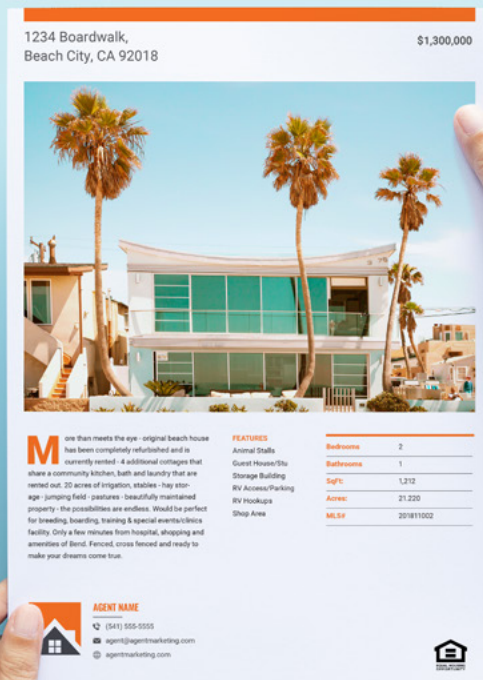 1234 Boardwalk,
Beach City, CA 92018
$1,300,000
More than meets the eye - original beach house
has been completely refurbished and is
currently rented - 4 additional cottages that
share a community kitchen, bath and laundry that are
rented out. 20 acres of irrigation, stables - hay stor-
age - jumping field - pastures - beautifully maintained
property - the possibilities are endless. Would be perfect
for breeding, boarding, training & special events/clinics
facility. Only a few minutes from hospital, shopping and
amenities of Bend. Fenced, cross fenced and ready to
make your dreams come true.
FEATURES
Animal Stalls
Guest House/Stu
Storage Building
RV Access/Parking
RV Hookups
Shop Area
Bedrooms 2
Bathrooms 1
SqFt: 1,212
Acres: 21.220
MLS# 201811002
AGENT NAME
(541) 555-5555
agent@agentmarketing.com
agentmarketing.com
EQUAL HOUSING
OPPORTUNITY